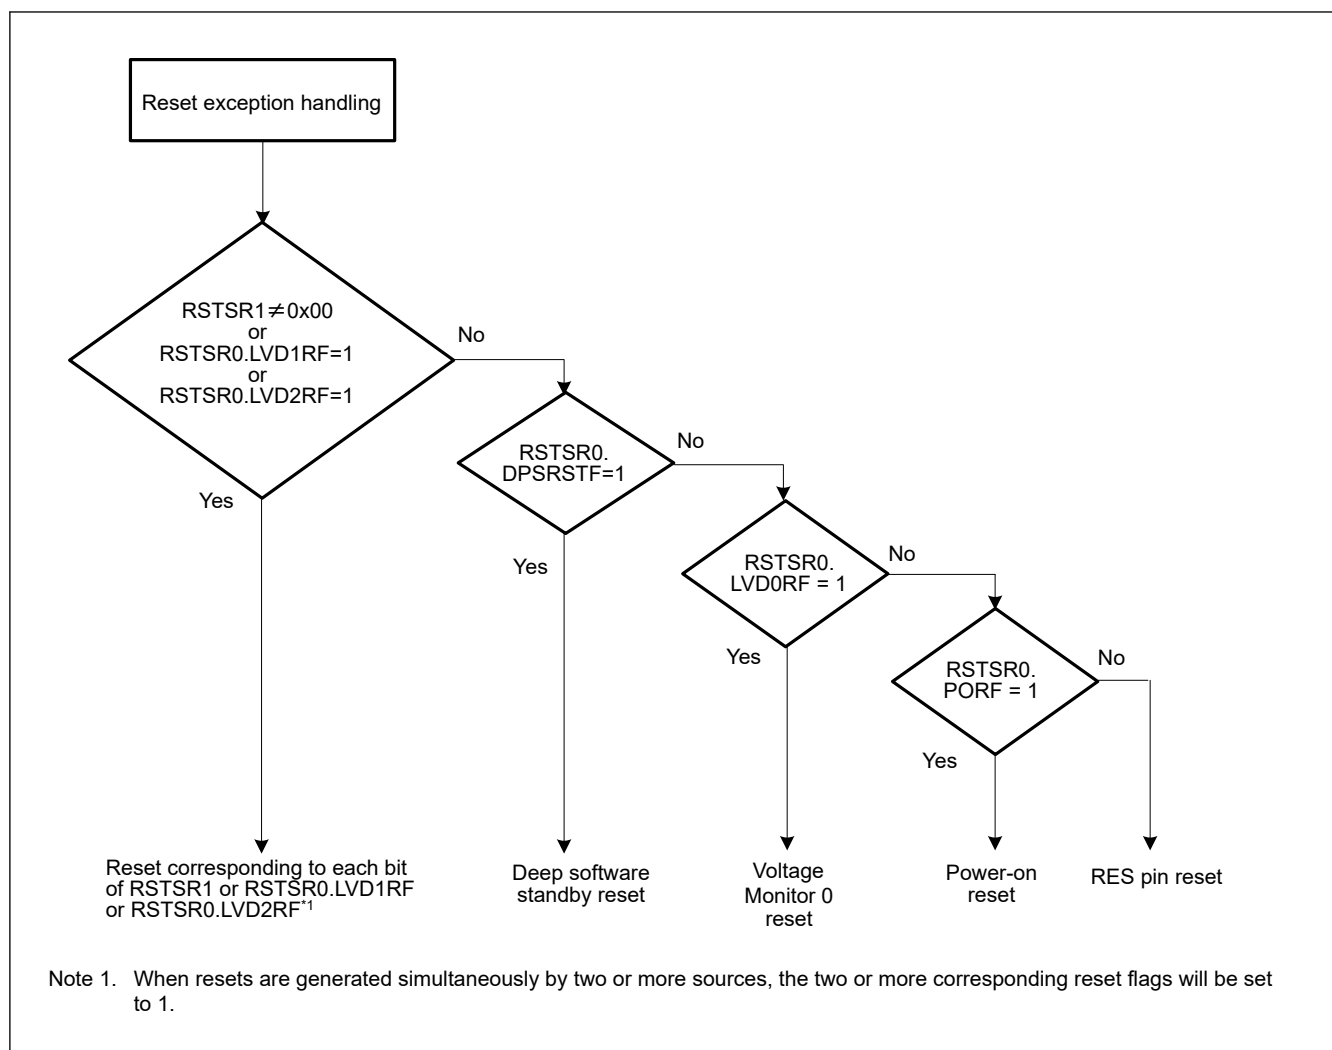 Reset exception handling
RSTSR1≠0x00
or
RSTSR0.LVD1RF=1
or
RSTSR0.LVD2RF=1
No
Yes
RSTSR0.
DPSRSTF=1
No
Yes
RSTSR0.
LVD0RF = 1
No
Yes
RSTSR0.
PORF = 1
No
Yes
Reset corresponding to each bit
of RSTSR1 or RSTSR0.LVD1RF
or RSTSR0.LVD2RF*1
Deep software
standby reset
Voltage
Monitor 0
reset
Power-on
reset
RES pin reset
Note 1. When resets are generated simultaneously by two or more sources, the two or more corresponding reset flags will be set
to 1.